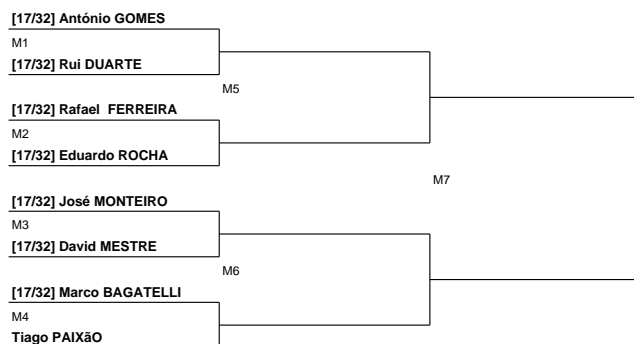 [17/32] António GOMES
M1
[17/32] Rui DUARTE
M5
[17/32] Rafael  FERREIRA
M2
[17/32] Eduardo ROCHA
M7
[17/32] José MONTEIRO
M3
[17/32] David MESTRE
M6
[17/32] Marco BAGATELLI
M4
Tiago PAIXãO